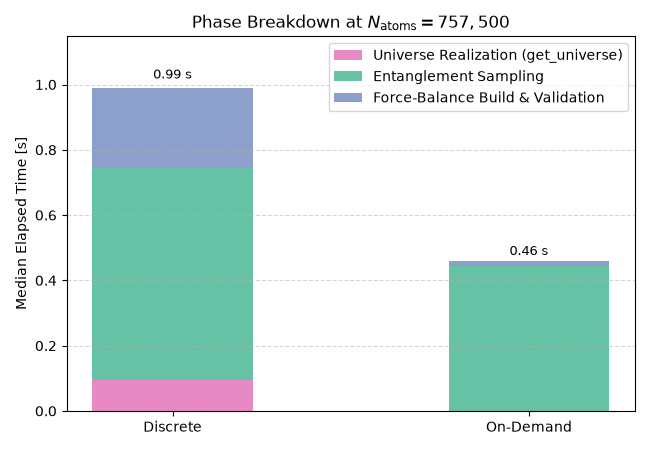 Phase Breakdown at N_atoms = 757,500
Universe Realization (get_universe)
Entanglement Sampling
Force-Balance Build & Validation
Median Elapsed Time [s]
1.0
0.8
0.6
0.4
0.2
0.0
0.99 s
0.46 s
Discrete
On-Demand